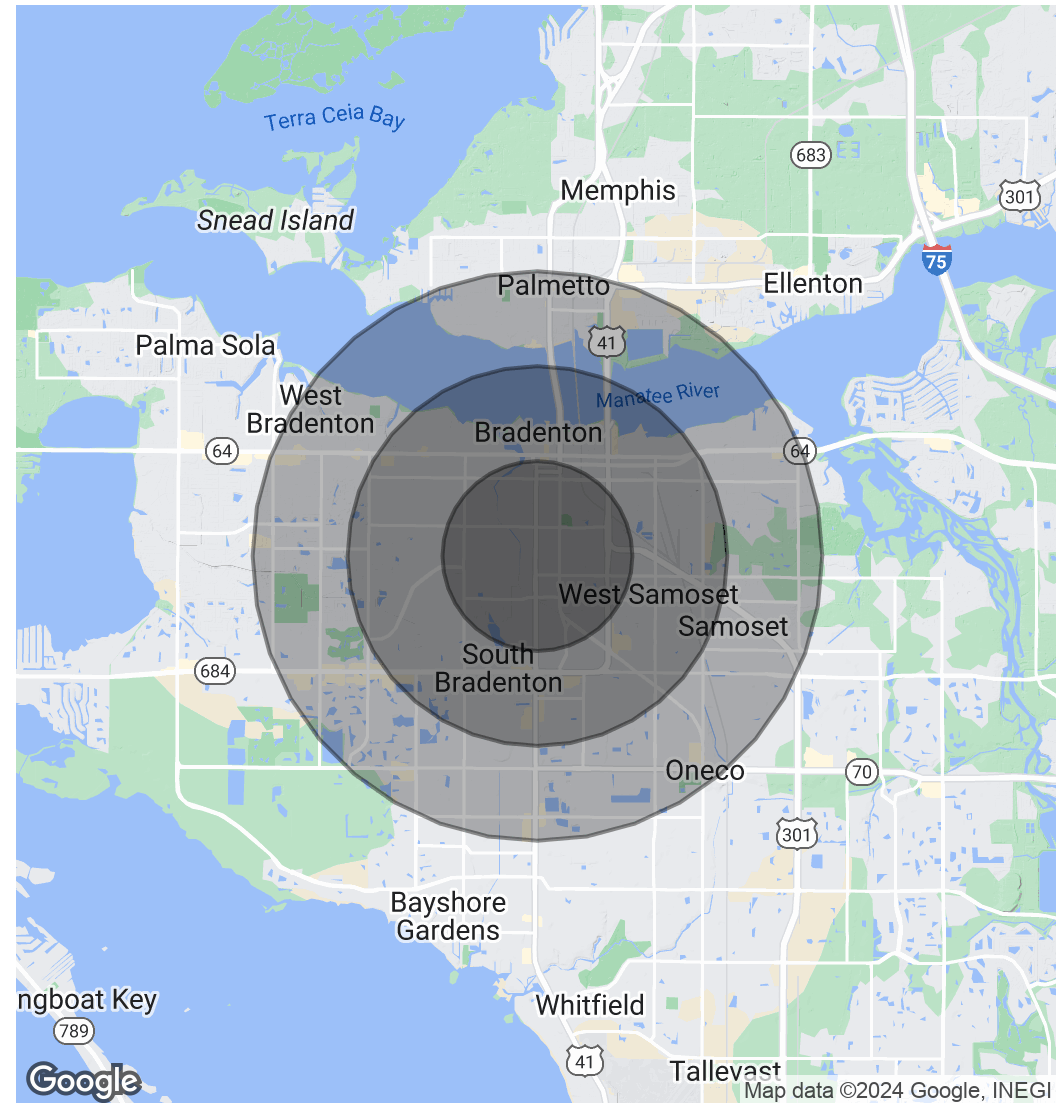 Terra Ceia Bay
683
Memphis
301
Snead Island
75
Palmetto
Ellenton
41
Palma Sola
West
Bradenton
Manatee River
Bradenton
64
64
West Samoset
Samoset
South
Bradenton
684
Oneco
70
301
Bayshore
Gardens
ngboat Key
Whitfield
789
41
Tallevast
Google
Map data ©2024 Google, INEGI